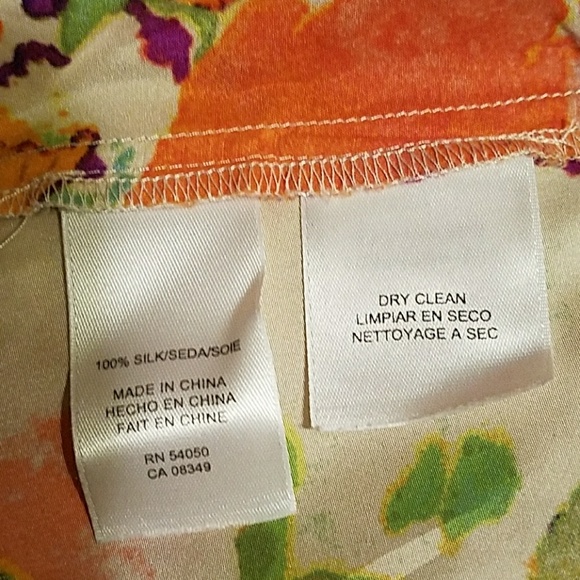 100% SILK/SEDA/SOIE
MADE IN CHINA
HECHO EN CHINA
FAIT EN CHINE
RN 54050
CA 08349
DRY CLEAN
LIMPIAR EN SECO
NETTOYAGE A SEC